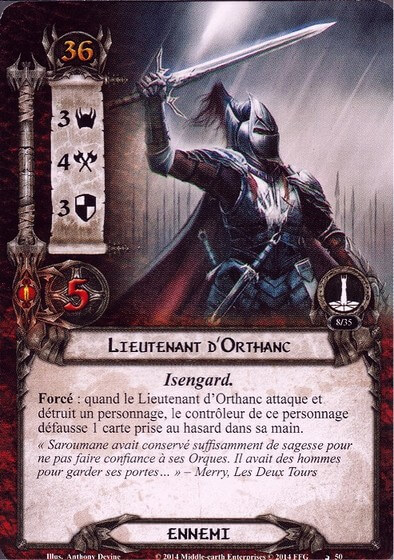 36
3
4
3
5
8/35
Lieutenant d'Orthanc
Isengard.
Forcé : quand le Lieutenant d'Orthanc attaque et
détruit un personnage, le contrôleur de ce personnage
défausse 1 carte prise au hasard dans sa main.
« Saroumane avait conservé suffisamment de sagesse pour
ne pas faire confiance à ses Orques. Il avait des hommes
pour garder ses portes… » – Merry, Les Deux Tours
ENNEMI
Illus. Anthony Devine © 2014 Middle-earth Enterprises © 2014 FFG 50